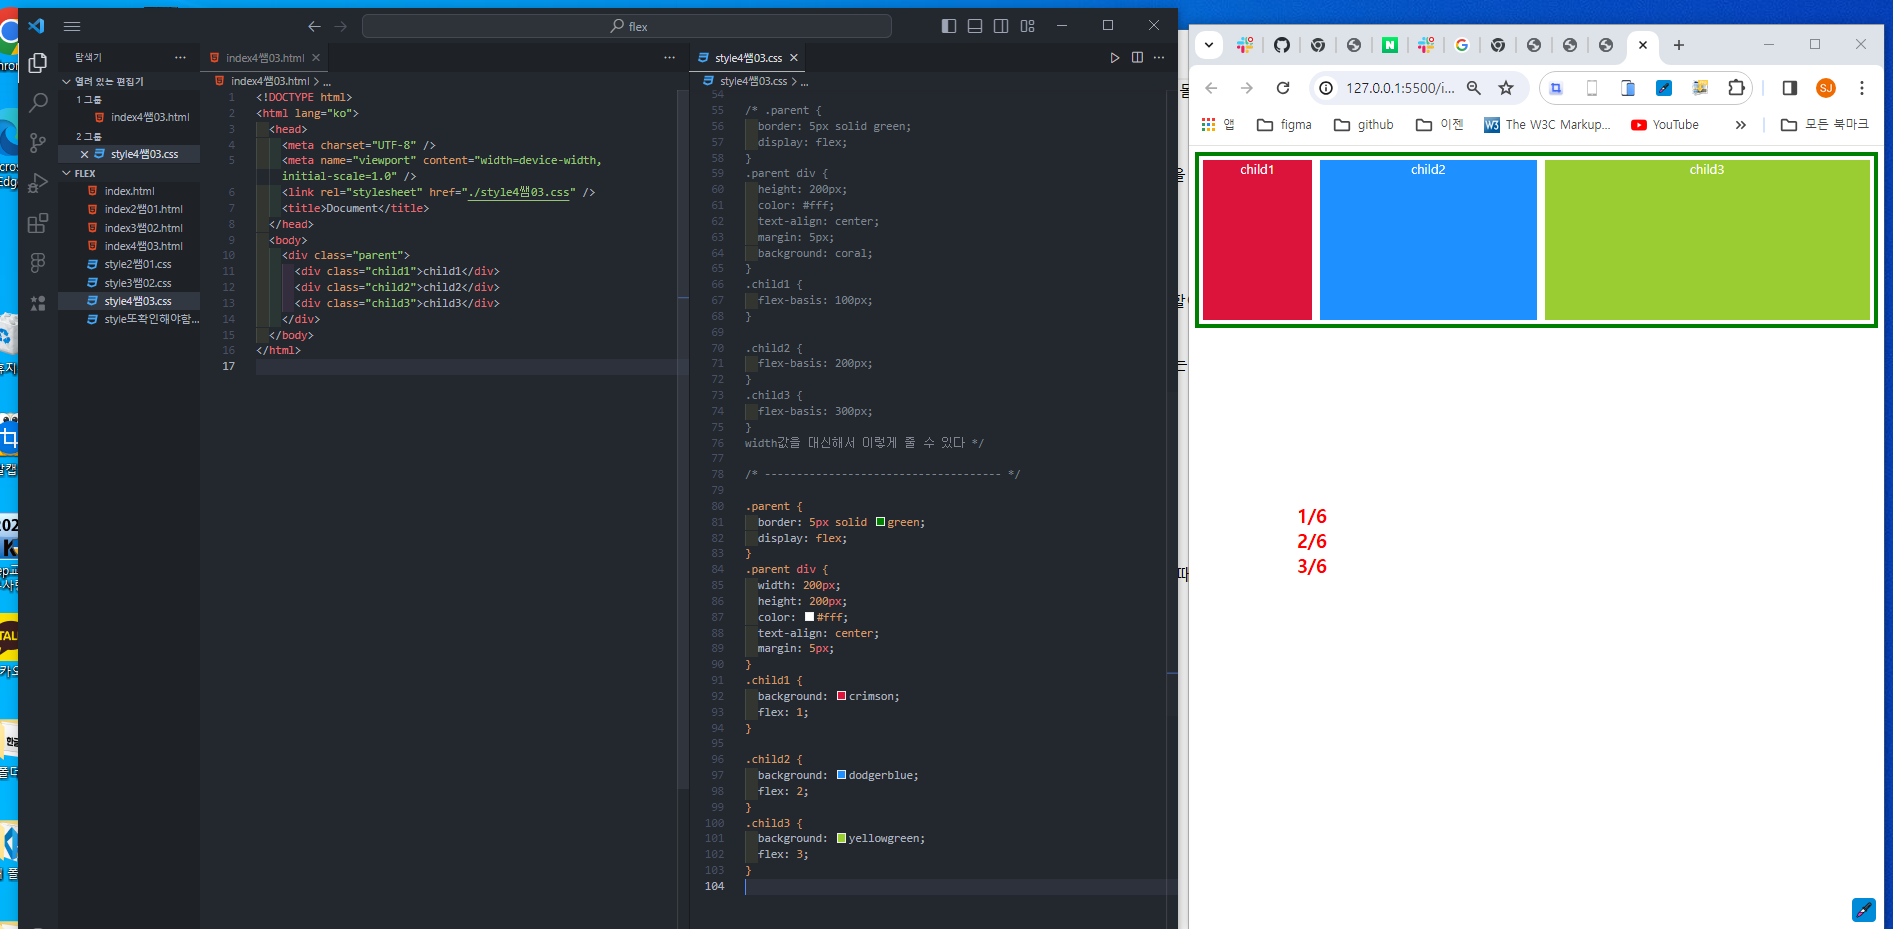 flex
탐색기
열려 있는 편집기
1 그룹
index4쌤03.html
2 그룹
style4쌤03.css
FLEX
index.html
index2쌤01.html
index3쌤02.html
index4쌤03.html
style2쌤01.css
style3쌤02.css
style4쌤03.css
style또확인해야함...
index4쌤03.html
index4쌤03.html > ...
1 <!DOCTYPE html>
2 <html lang="ko">
3 <head>
4 <meta charset="UTF-8" />
5 <meta name="viewport" content="width=device-width,
initial-scale=1.0" />
6 <link rel="stylesheet" href="./style4쌤03.css" />
7 <title>Document</title>
8 </head>
9 <body>
10 <div class="parent">
11 <div class="child1">child1</div>
12 <div class="child2">child2</div>
13 <div class="child3">child3</div>
14 </div>
15 </body>
16 </html>
17
style4쌤03.css
style4쌤03.css > ...
54
55 /* .parent {
56 border: 5px solid green;
57 display: flex;
58 }
59 .parent div {
60 height: 200px;
61 color: #fff;
62 text-align: center;
63 margin: 5px;
64 background: coral;
65 }
66 .child1 {
67 flex-basis: 100px;
68 }
69
70 .child2 {
71 flex-basis: 200px;
72 }
73 .child3 {
74 flex-basis: 300px;
75 }
76 width값을 대신해서 이렇게 줄 수 있다 */
77
78 /* ------------------------------------- */
79
80 .parent {
81 border: 5px solid green;
82 display: flex;
83 }
84 .parent div {
85 width: 200px;
86 height: 200px;
87 color: #fff;
88 text-align: center;
89 margin: 5px;
90 }
91 .child1 {
92 background: crimson;
93 flex: 1;
94 }
95
96 .child2 {
97 background: dodgerblue;
98 flex: 2;
99 }
100 .child3 {
101 background: yellowgreen;
102 flex: 3;
103 }
104
127.0.0.1:5500/i...
SJ
앱
figma
github
이젠
W3
The W3C Markup...
YouTube
모든 북마크
child1
child2
child3
1/6
2/6
3/6